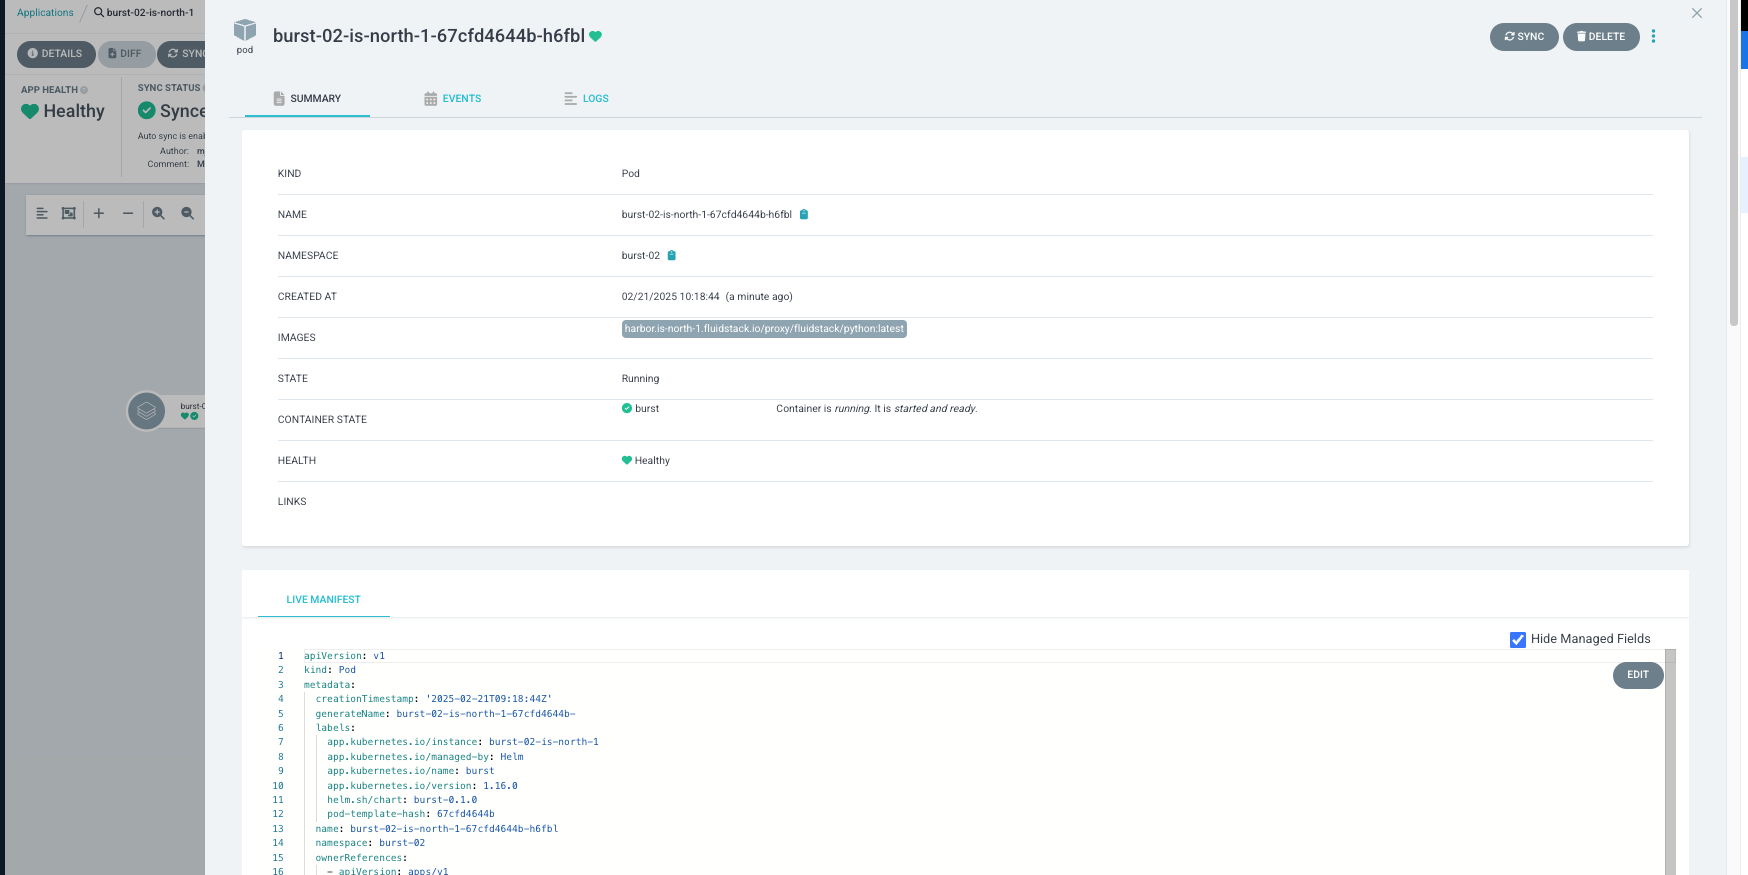 Applications
burst-02-is-north-1
DETAILS
DIFF
APP HEALTH
Healthy
SYNC STATUS
Auto sync is
Author:
Comment:
burst-02-is-north-1-67cfd4644b-h6fbl
pod
SYNC
DELETE
SUMMARY
EVENTS
LOGS
KIND Pod
NAME burst-02-is-north-1-67cfd4644b-h6fbl
NAMESPACE burst-02
CREATED AT 02/21/2025 10:18:44 (a minute ago)
IMAGES harbor.is-north-1.fluidstack.io/proxy/fluidstack/python:latest
STATE Running
CONTAINER STATE burst Container is running. It is started and ready.
HEALTH Healthy
LINKS
LIVE MANIFEST
Hide Managed Fields
EDIT
1 apiVersion: v1
2 kind: Pod
3 metadata:
4 creationTimestamp: '2025-02-21T09:18:44Z'
5 generateName: burst-02-is-north-1-67cfd4644b-
6 labels:
7 app.kubernetes.io/instance: burst-02-is-north-1
8 app.kubernetes.io/managed-by: Helm
9 app.kubernetes.io/name: burst
10 app.kubernetes.io/version: 1.16.0
11 helm.sh/chart: burst-0.1.0
12 pod-template-hash: 67cfd4644b
13 name: burst-02-is-north-1-67cfd4644b-h6fbl
14 namespace: burst-02
15 ownerReferences:
16 - apiVersion: apps/v1